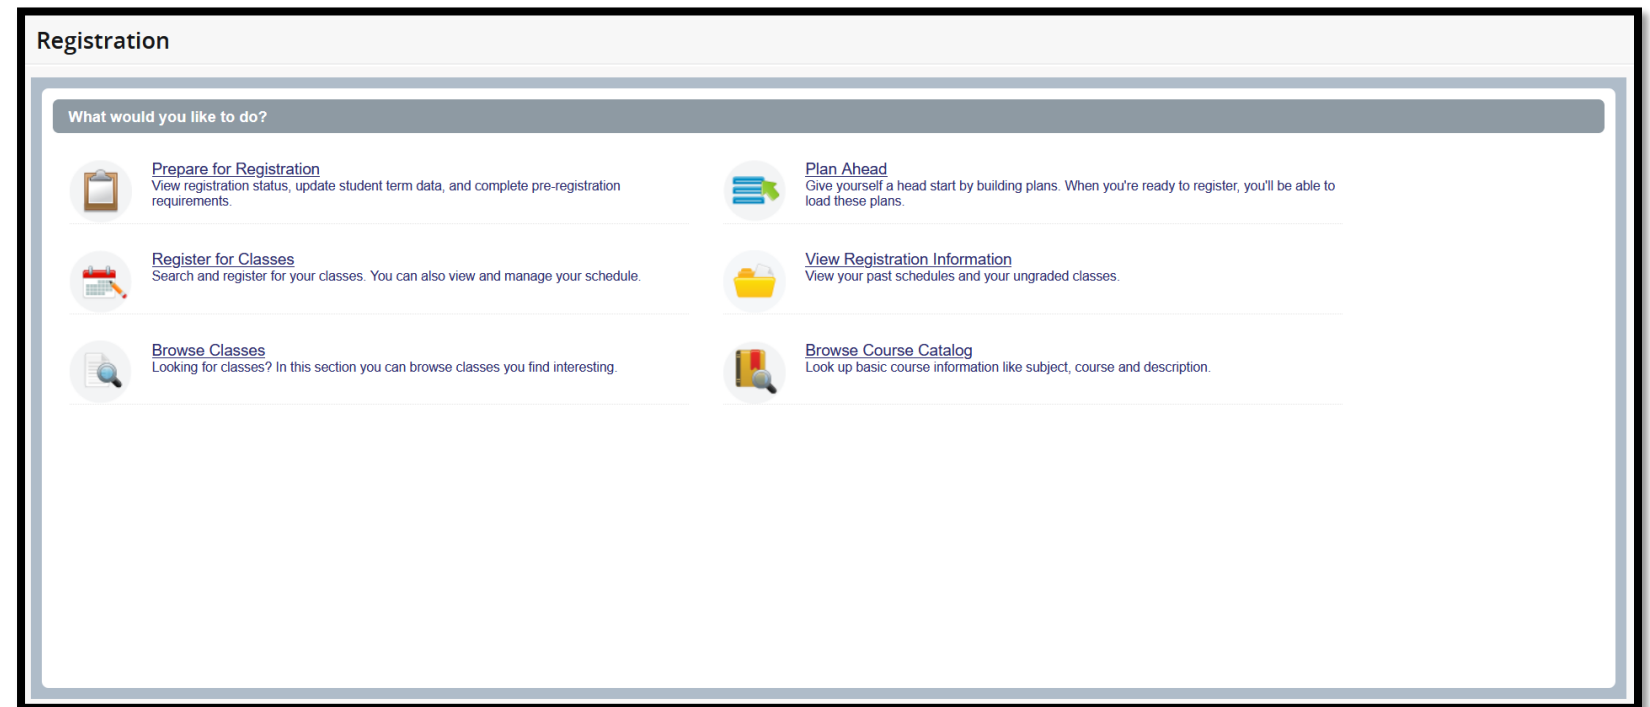 Registration
What would you like to do?
Prepare for Registration
View registration status, update student term data, and complete pre-registration
requirements.
Plan Ahead
Give yourself a head start by building plans. When you're ready to register, you'll be able to
load these plans.
Register for Classes
Search and register for your classes. You can also view and manage your schedule.
View Registration Information
View your past schedules and your ungraded classes.
Browse Classes
Looking for classes? In this section you can browse classes you find interesting.
Browse Course Catalog
Look up basic course information like subject, course and description.